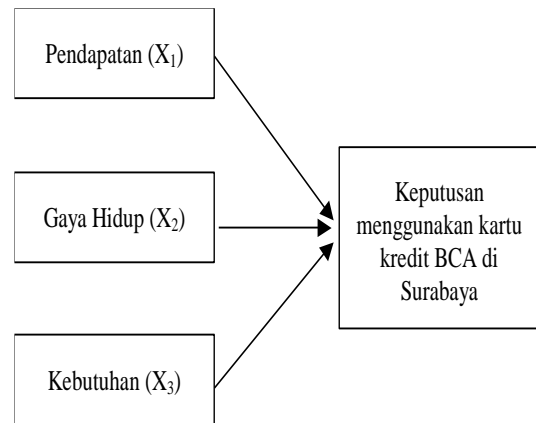 Pendapatan (X₁)
Gaya Hidup (X₂)
Kebutuhan (X₃)
Keputusan
menggunakan kartu
kredit BCA di
Surabaya